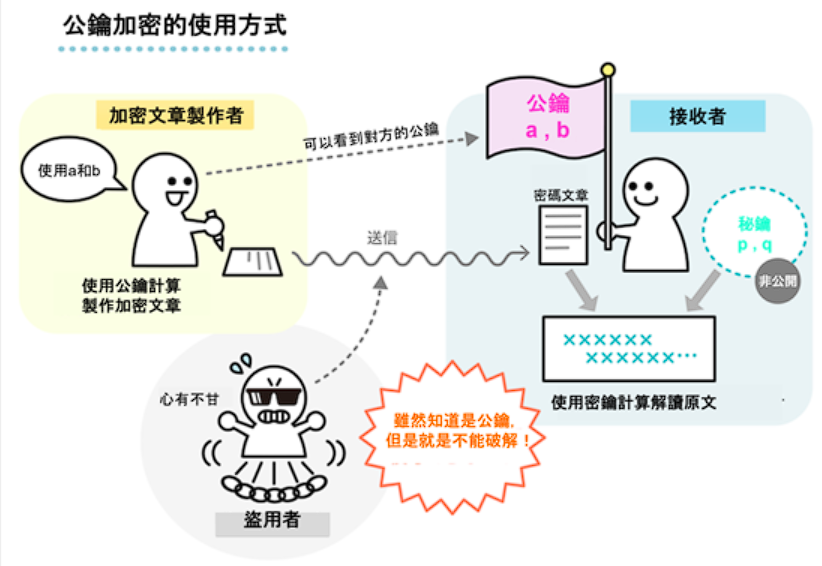 公鑰加密的使用方式
加密文章製作者
使用a和b
使用公鑰計算
製作加密文章
可以看到對方的公鑰
送信
公鑰
a , b
接收者
密碼文章
秘鑰
p , q
非公開
××××××
××××××···
使用密鑰計算解讀原文
心有不甘
盜用者
雖然知道是公鑰,
但是就是不能破解！